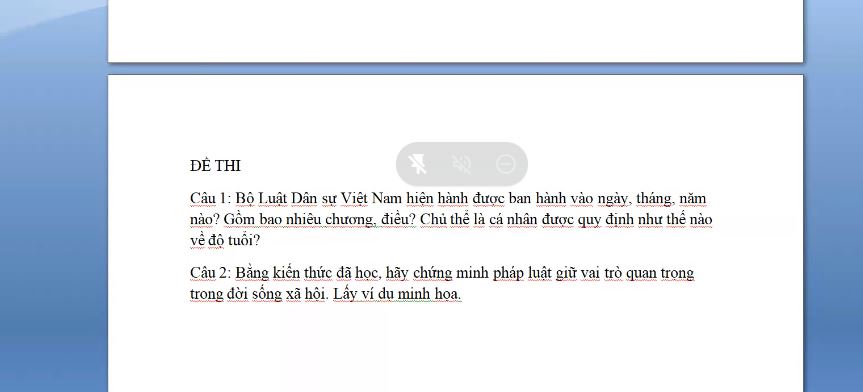 ĐỀ THI
Câu 1: Bộ Luật Dân sự Việt Nam hiện hành được ban hành vào ngày, tháng, năm
nào? Gồm bao nhiêu chương, điều? Chủ thể là cá nhân được quy định như thế nào
về độ tuổi?
Câu 2: Bằng kiến thức đã học, hãy chứng minh pháp luật giữ vai trò quan trọng
trong đời sống xã hội. Lấy ví dụ minh họa.